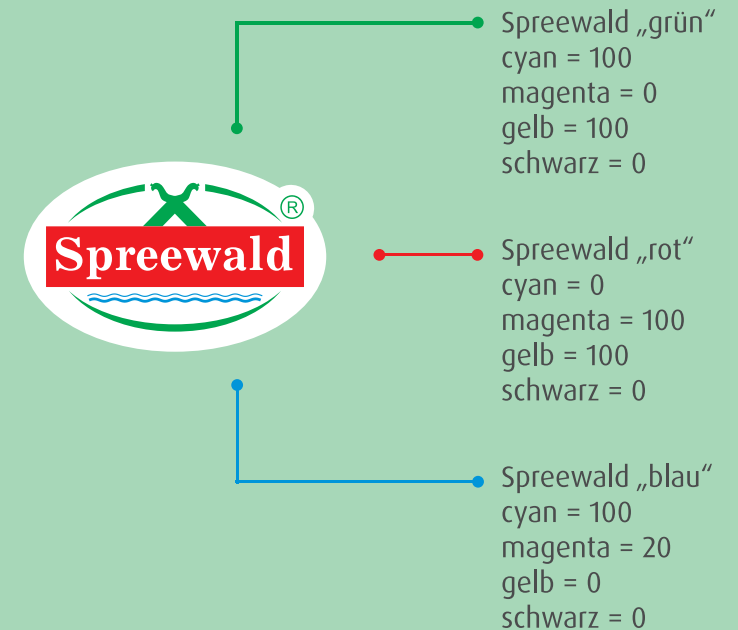 Spreewald „grün“
cyan = 100
magenta = 0
gelb = 100
schwarz = 0
®
Spreewald
Spreewald „rot“
cyan = 0
magenta = 100
gelb = 100
schwarz = 0
Spreewald „blau“
cyan = 100
magenta = 20
gelb = 0
schwarz = 0